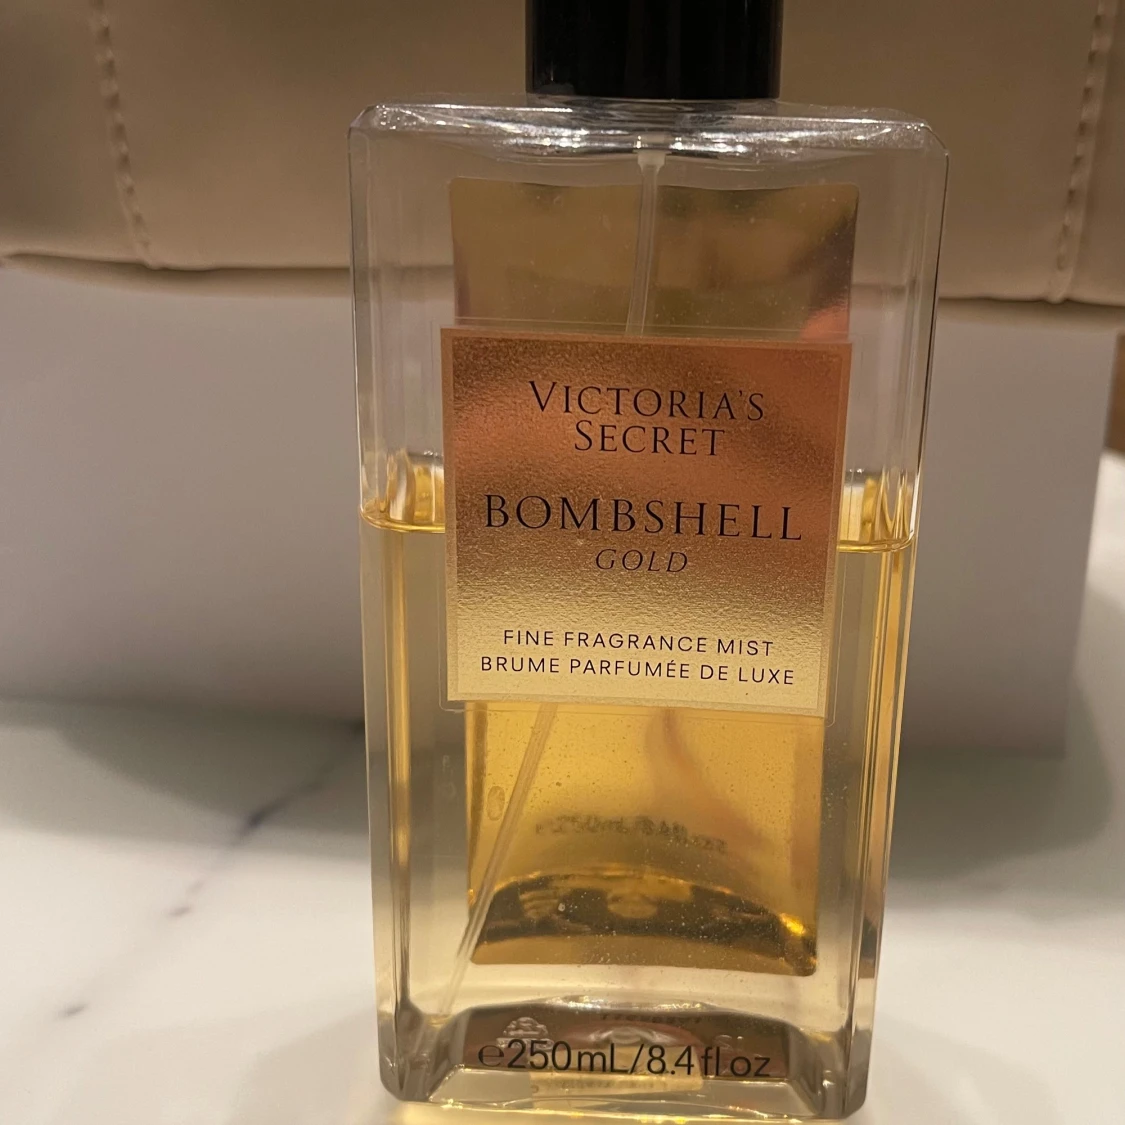 VICTORIA'S
SECRET
BOMBSHELL
GOLD
FINE FRAGRANCE MIST
BRUME PARFUMÉE DE LUXE
℮250mL/8.4fl oz